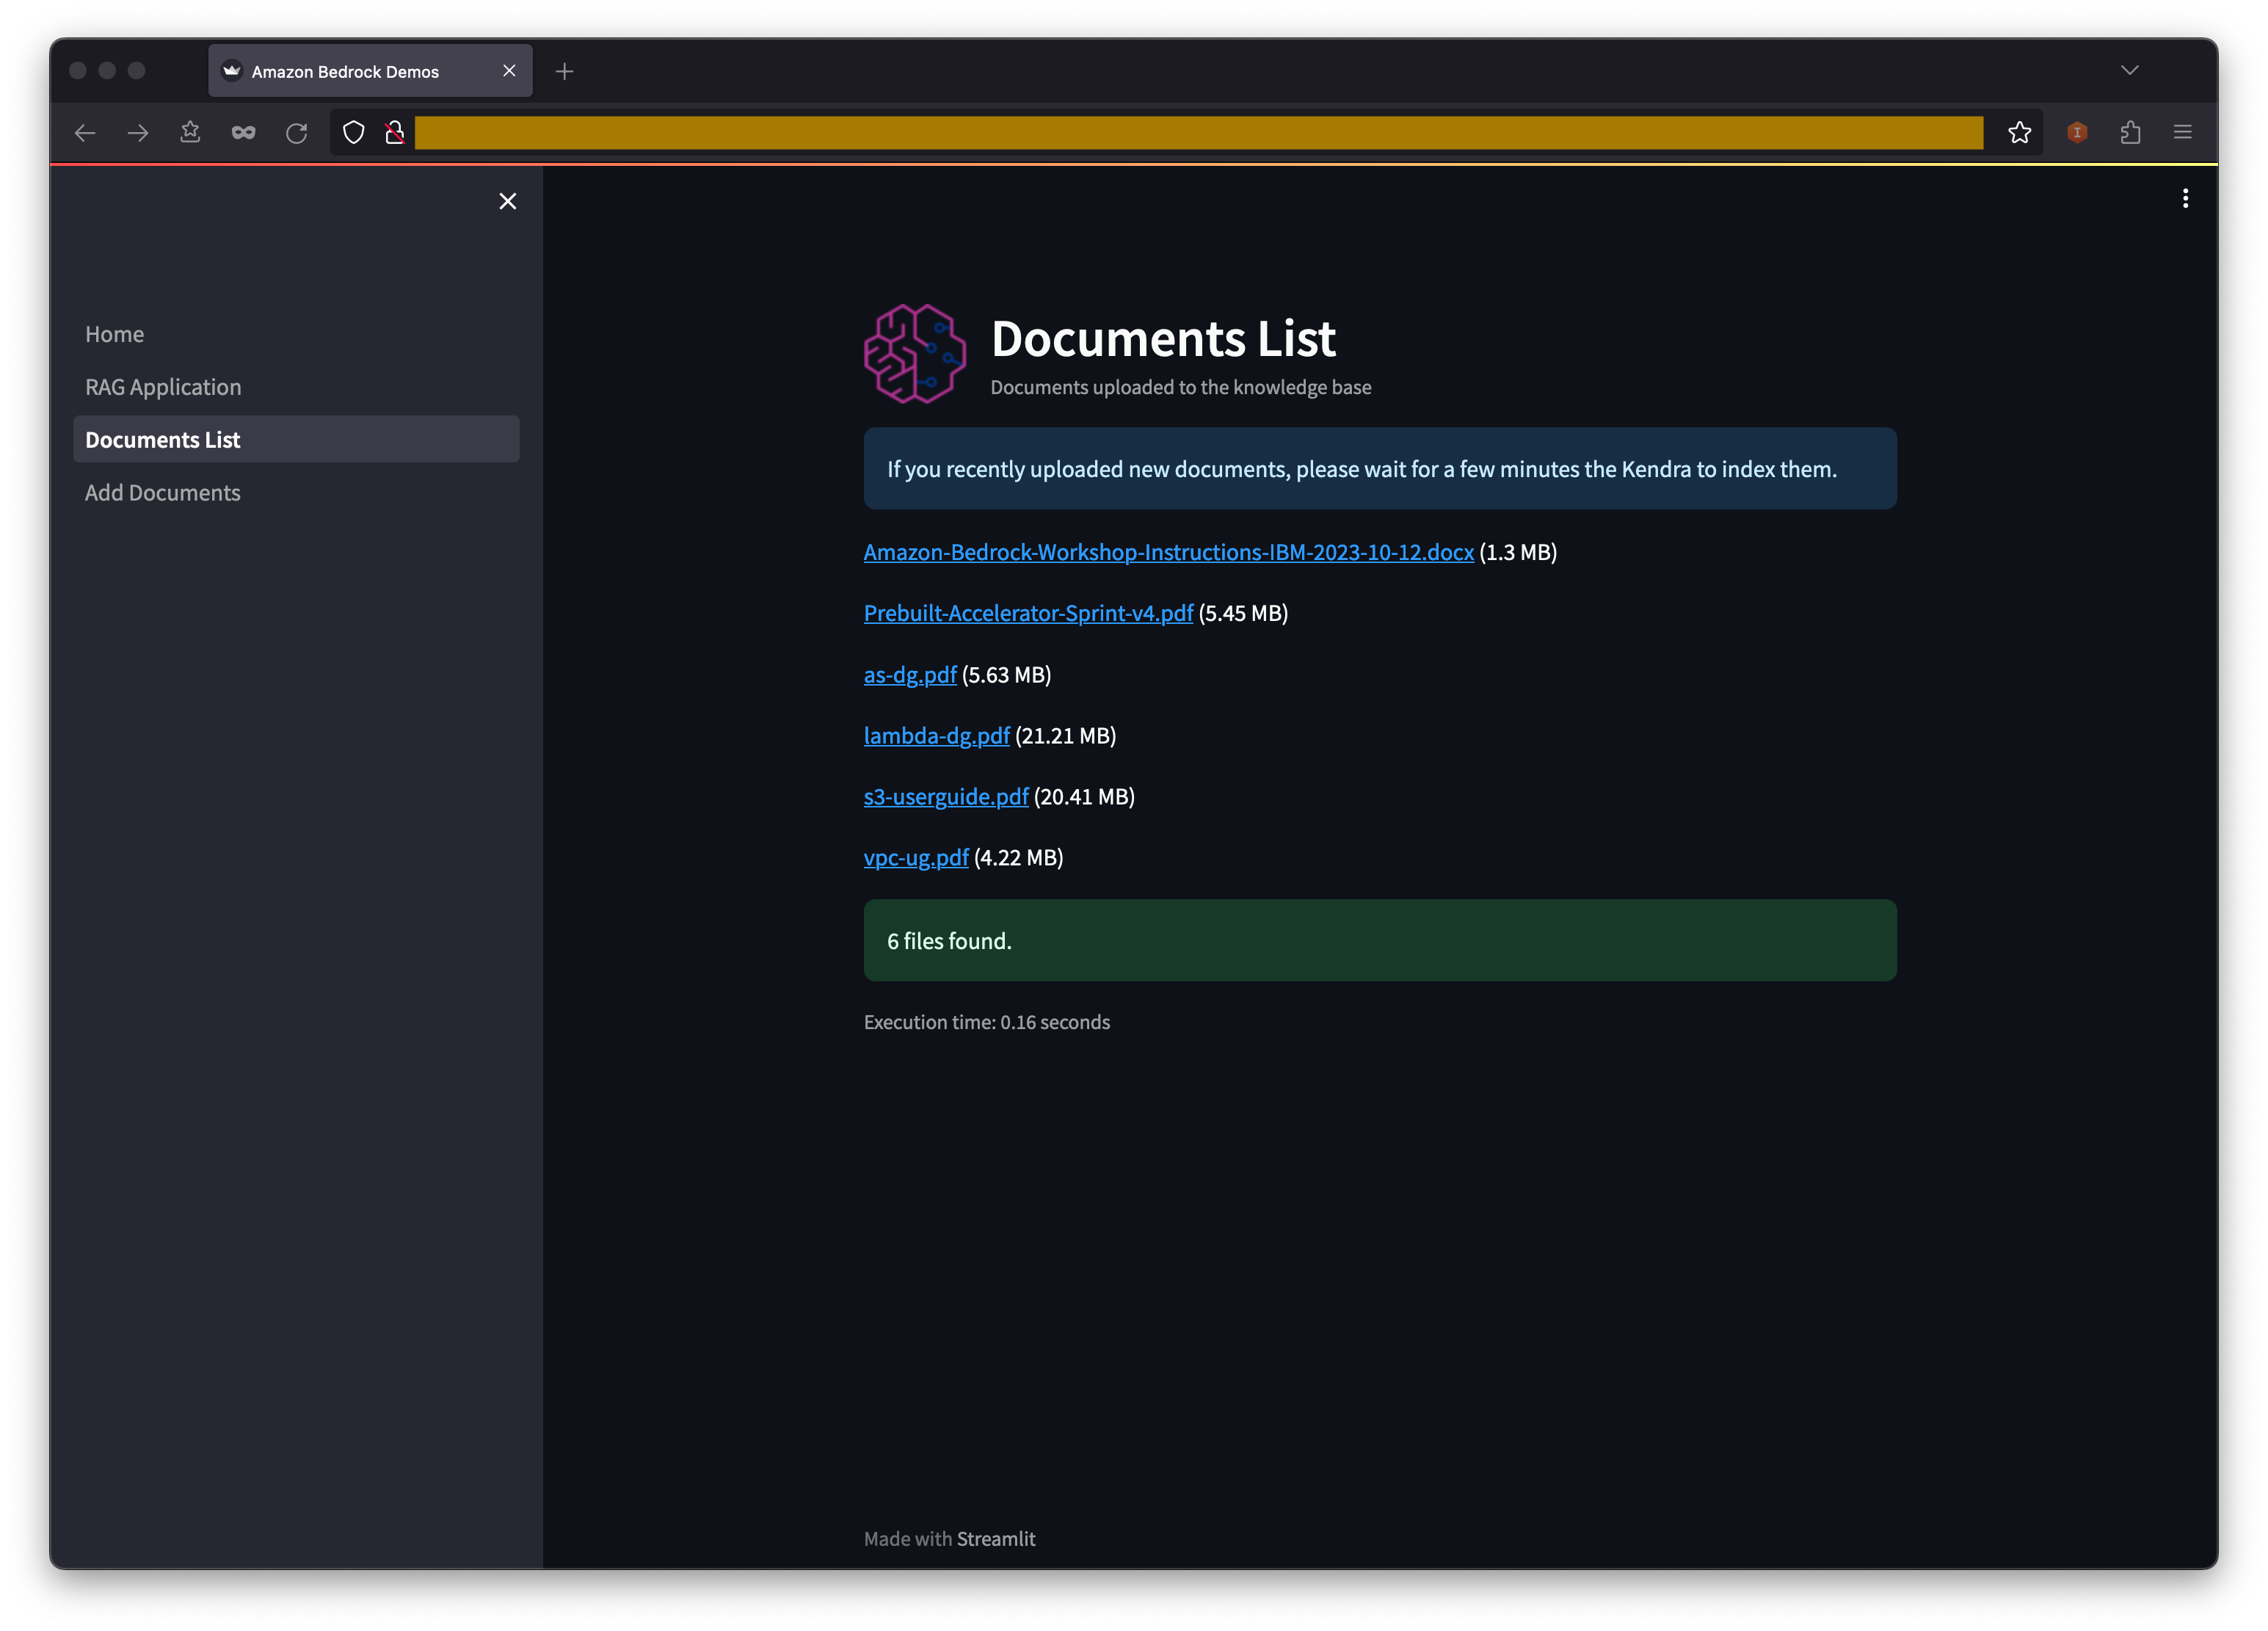 Amazon Bedrock Demos
Home
RAG Application
Documents List
Add Documents
Documents List
Documents uploaded to the knowledge base
If you recently uploaded new documents, please wait for a few minutes the Kendra to index them.
Amazon-Bedrock-Workshop-Instructions-IBM-2023-10-12.docx (1.3 MB)
Prebuilt-Accelerator-Sprint-v4.pdf (5.45 MB)
as-dg.pdf (5.63 MB)
lambda-dg.pdf (21.21 MB)
s3-userguide.pdf (20.41 MB)
vpc-ug.pdf (4.22 MB)
6 files found.
Execution time: 0.16 seconds
Made with Streamlit